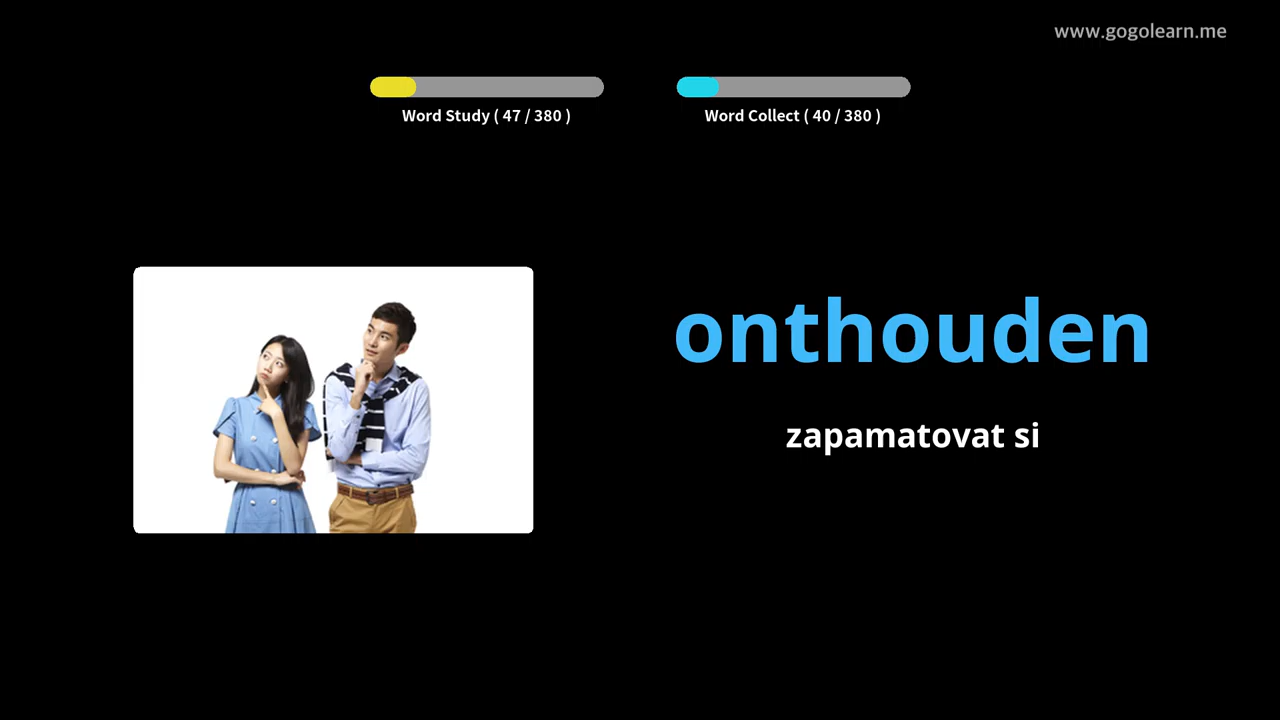 www.gogolearn.me
Word Study ( 47 / 380 )
Word Collect ( 40 / 380 )
onthouden
zapamatovat si